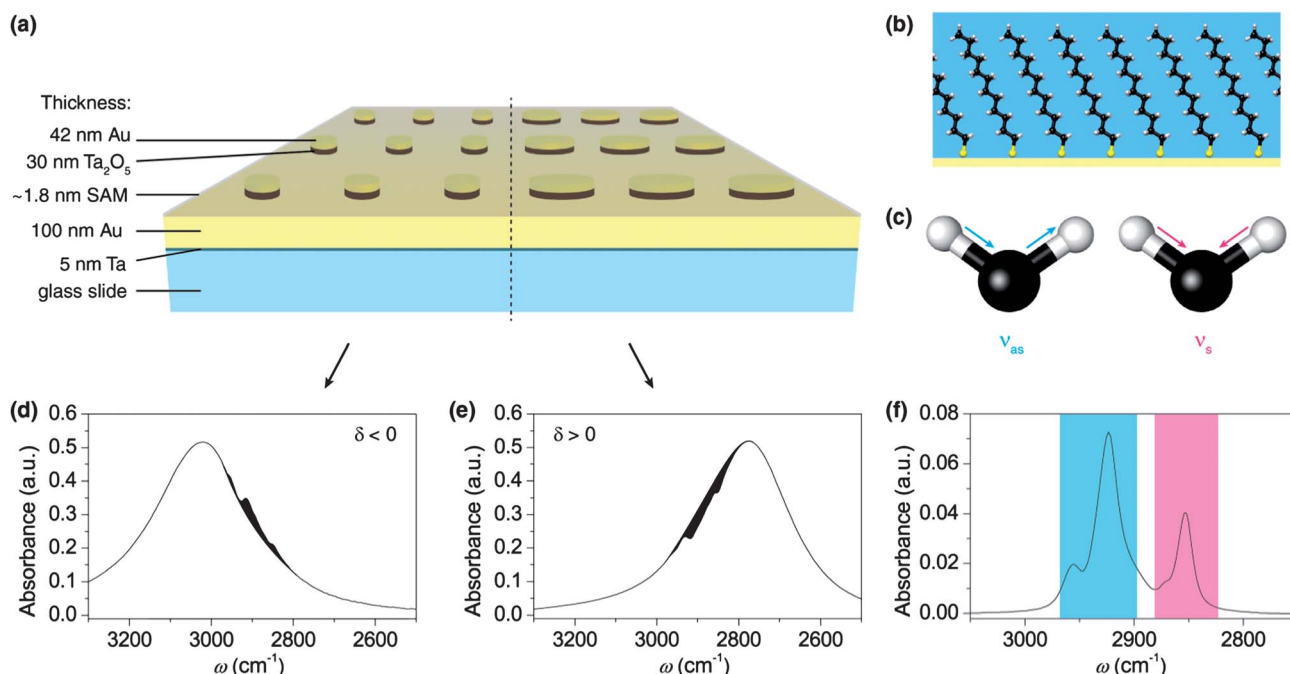 (a)
Thickness:
42 nm Au
30 nm Ta₂O₅
~1.8 nm SAM
100 nm Au
5 nm Ta
glass slide
(b)
(c)
νas
νs
(d)
δ < 0
Absorbance (a.u.)
0.6
0.5
0.4
0.3
0.2
0.1
0.0
3200 3000 2800 2600
ω (cm⁻¹)
(e)
δ > 0
Absorbance (a.u.)
0.6
0.5
0.4
0.3
0.2
0.1
0.0
3200 3000 2800 2600
ω (cm⁻¹)
(f)
Absorbance (a.u.)
0.08
0.06
0.04
0.02
0.00
3000 2900 2800
ω (cm⁻¹)